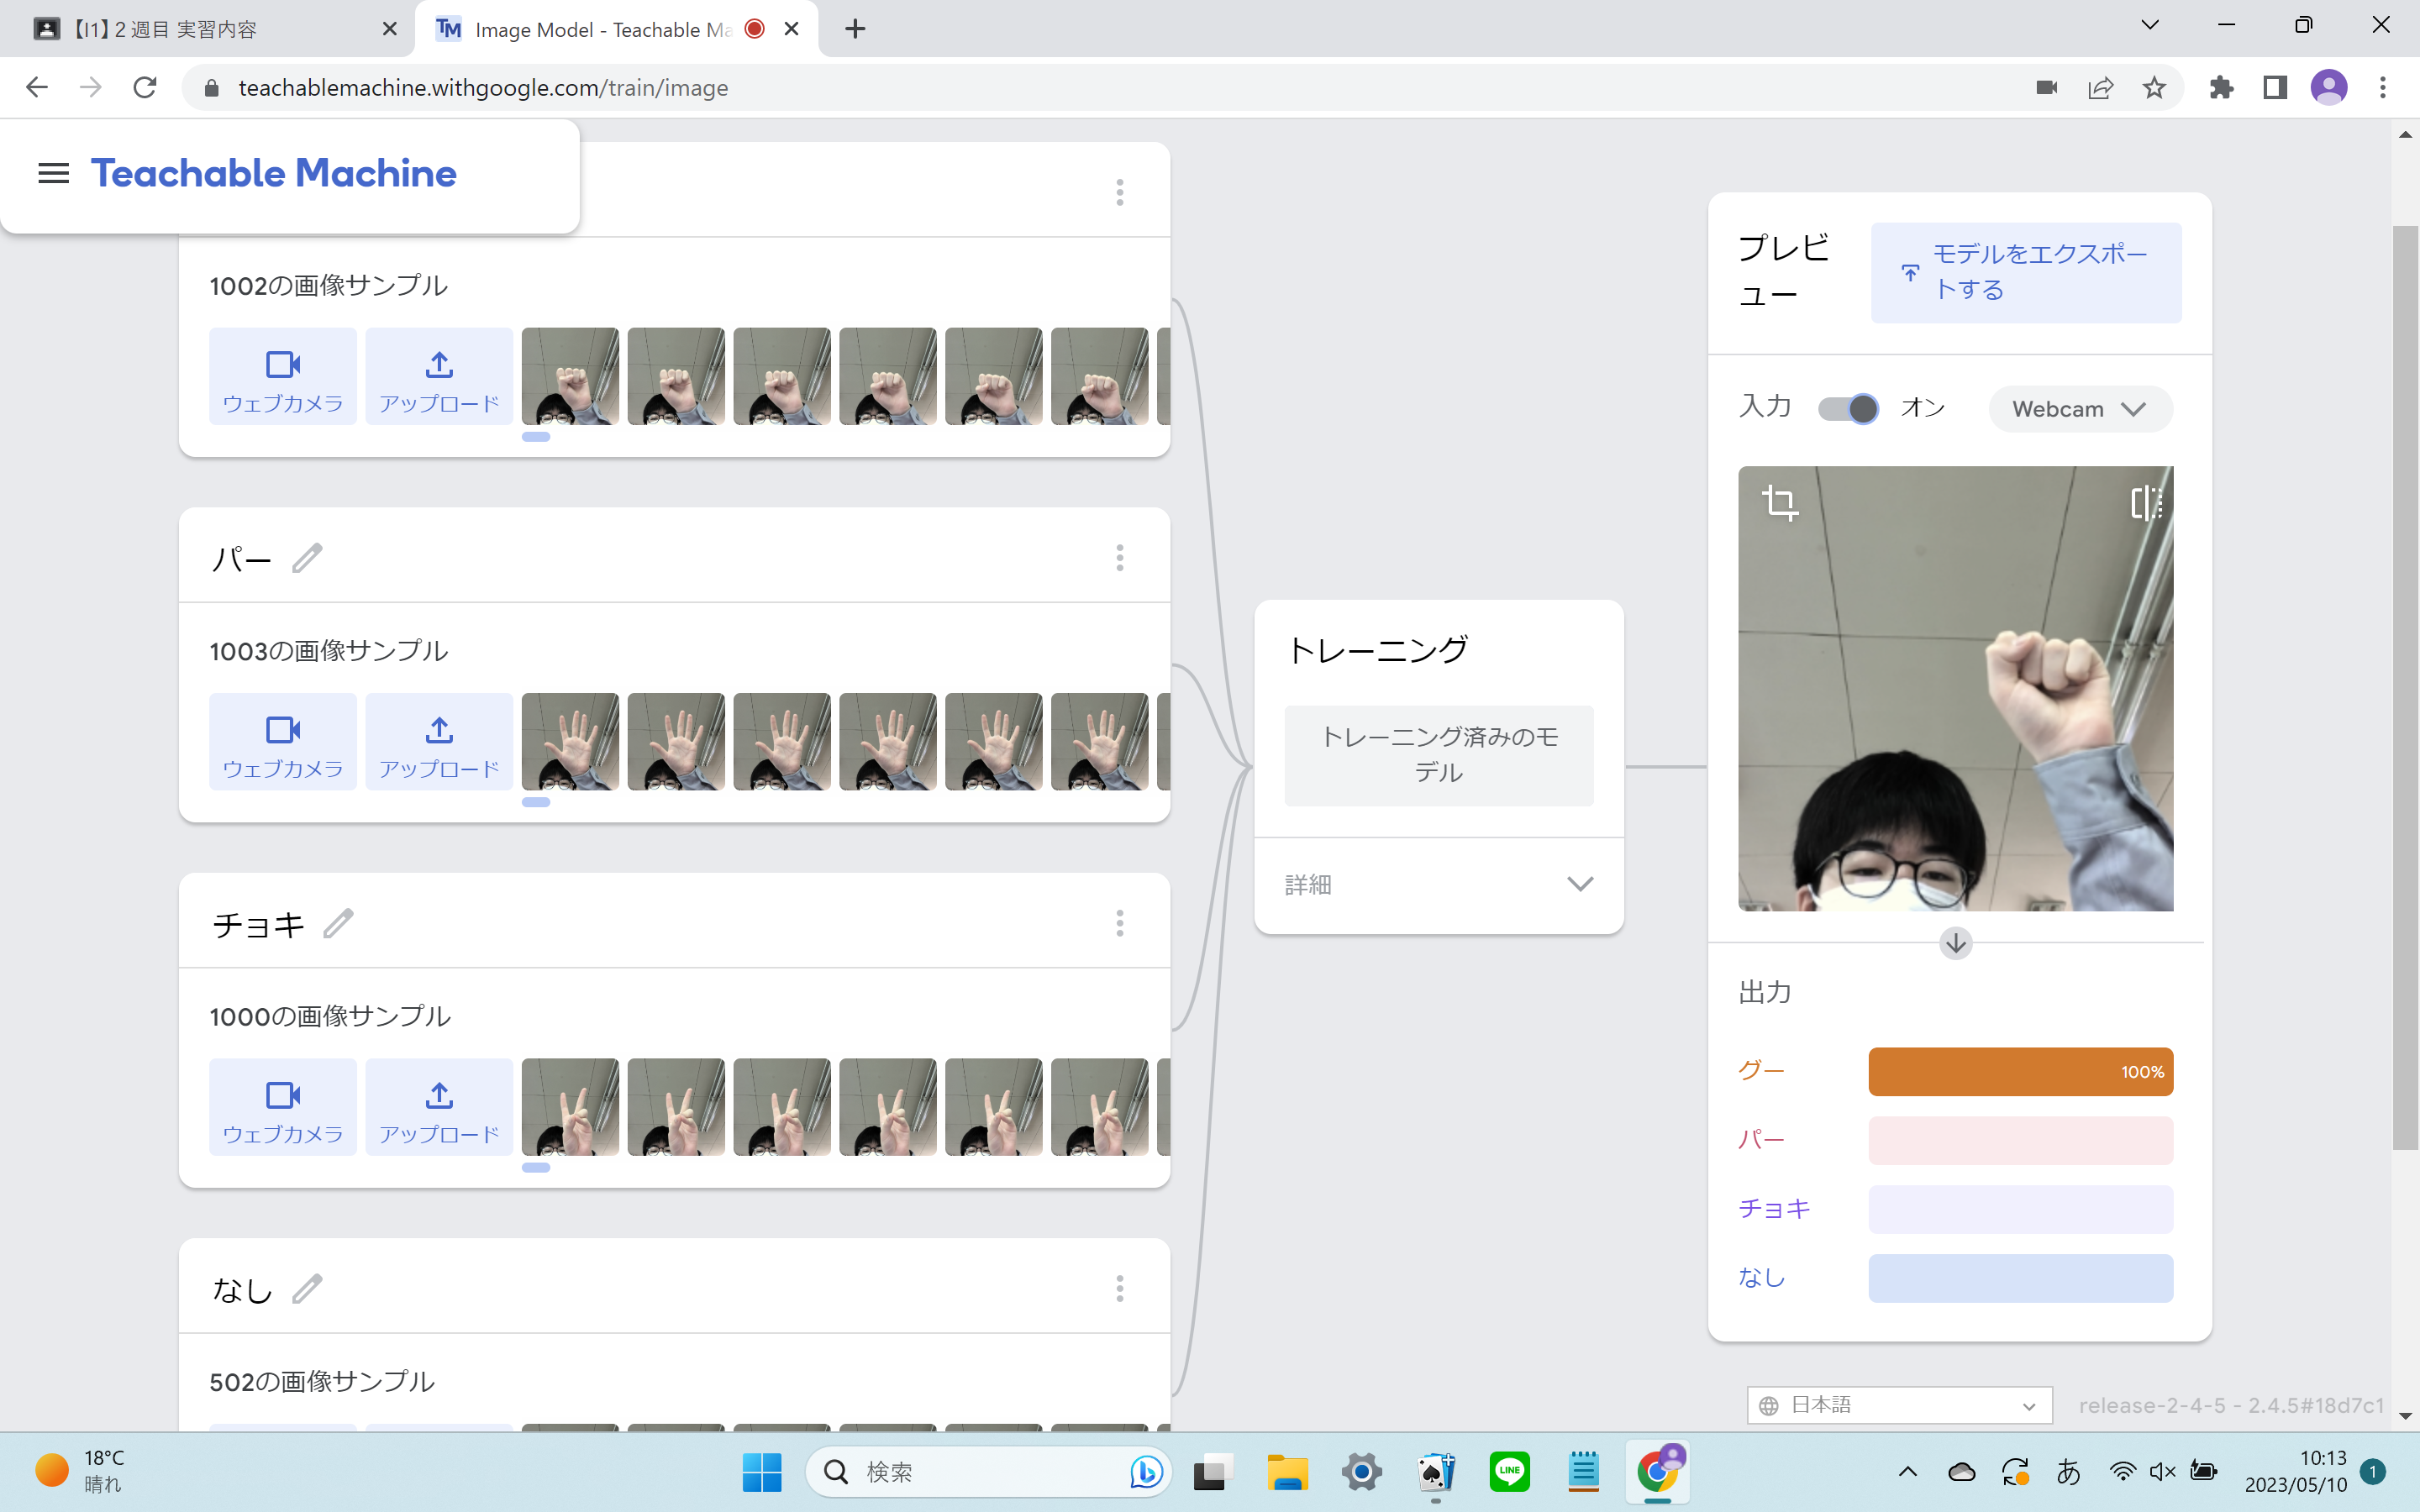 【I1】2 週目 実習内容
Image Model - Teachable Ma
teachablemachine.withgoogle.com/train/image
Teachable Machine
1002の画像サンプル
ウェブカメラ
アップロード
パー
1003の画像サンプル
ウェブカメラ
アップロード
チョキ
1000の画像サンプル
ウェブカメラ
アップロード
なし
502の画像サンプル
トレーニング
トレーニング済みのモ
デル
詳細
プレビ
ュー
モデルをエクスポー
トする
入力
オン
Webcam
出力
グー
100%
パー
チョキ
なし
日本語
release-2-4-5 - 2.4.5#18d7c1
18°C
晴れ
検索
LINE
あ
10:13
2023/05/10
1